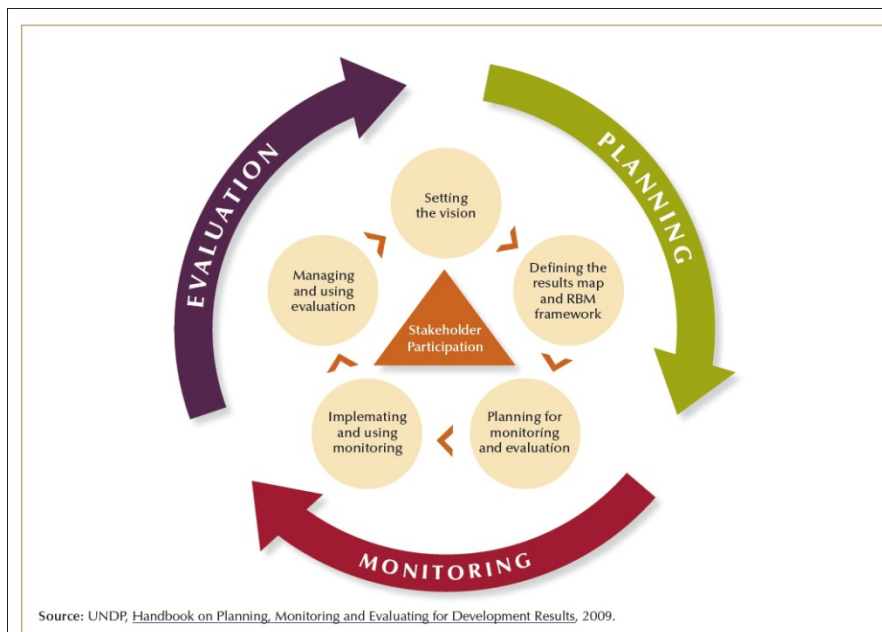 EVALUATION
PLANNING
MONITORING
Setting
the vision
Defining the
results map
and RBM
framework
Planning for
monitoring
and evaluation
Implemating
and using
monitoring
Managing
and using
evaluation
Stakeholder
Participation
Source: UNDP, Handbook on Planning, Monitoring and Evaluating for Development Results, 2009.